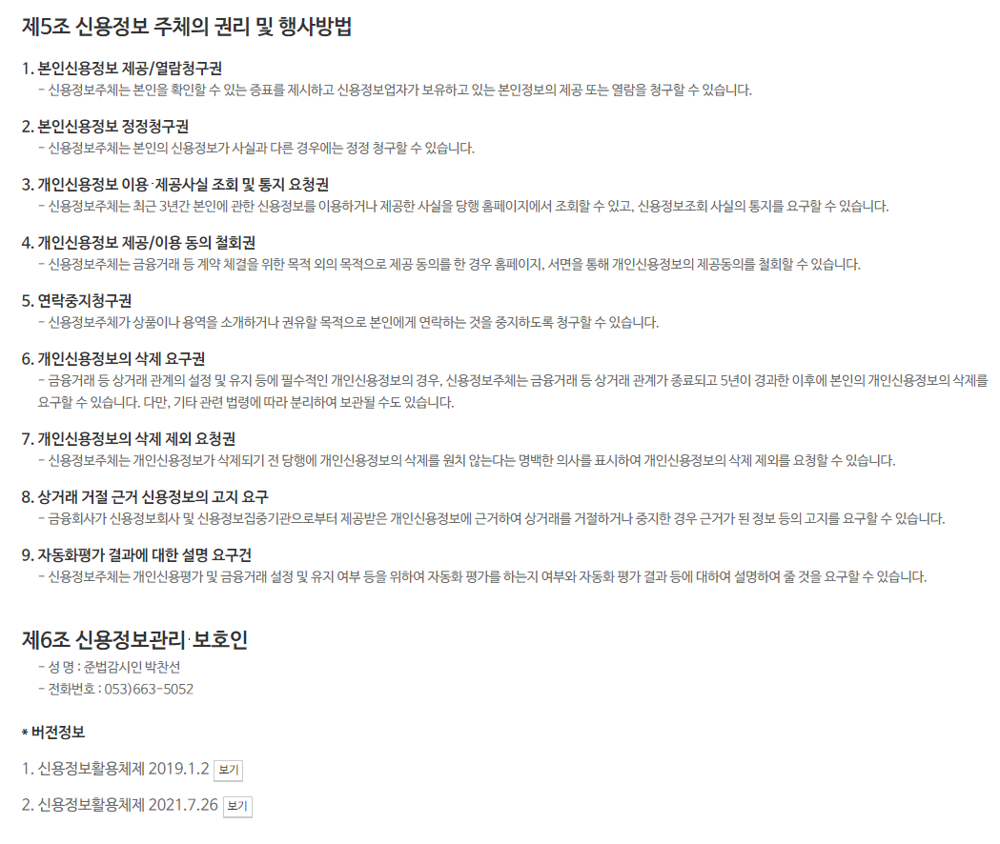 제5조 신용정보 주체의 권리 및 행사방법
1. 본인신용정보 제공/열람청구권
- 신용정보주체는 본인을 확인할 수 있는 증표를 제시하고 신용정보업자가 보유하고 있는 본인정보의 제공 또는 열람을 청구할 수 있습니다.
2. 본인신용정보 정정청구권
- 신용정보주체는 본인의 신용정보가 사실과 다른 경우에는 정정 청구할 수 있습니다.
3. 개인신용정보 이용·제공사실 조회 및 통지 요청권
- 신용정보주체는 최근 3년간 본인에 관한 신용정보를 이용하거나 제공한 사실을 당행 홈페이지에서 조회할 수 있고, 신용정보조회 사실의 통지를 요구할 수 있습니다.
4. 개인신용정보 제공/이용 동의 철회권
- 신용정보주체는 금융거래 등 계약 체결을 위한 목적 외의 목적으로 제공 동의를 한 경우 홈페이지, 서면을 통해 개인신용정보의 제공동의를 철회할 수 있습니다.
5. 연락중지청구권
- 신용정보주체가 상품이나 용역을 소개하거나 권유할 목적으로 본인에게 연락하는 것을 중지하도록 청구할 수 있습니다.
6. 개인신용정보의 삭제 요구권
- 금융거래 등 상거래 관계의 설정 및 유지 등에 필수적인 개인신용정보의 경우, 신용정보주체는 금융거래 등 상거래 관계가 종료되고 5년이 경과한 이후에 본인의 개인신용정보의 삭제를
요구할 수 있습니다. 다만, 기타 관련 법령에 따라 분리하여 보관될 수도 있습니다.
7. 개인신용정보의 삭제 제외 요청권
- 신용정보주체는 개인신용정보가 삭제되기 전 당행에 개인신용정보의 삭제를 원치 않는다는 명백한 의사를 표시하여 개인신용정보의 삭제 제외를 요청할 수 있습니다.
8. 상거래 거절 근거 신용정보의 고지 요구
- 금융회사가 신용정보회사 및 신용정보집중기관으로부터 제공받은 개인신용정보에 근거하여 상거래를 거절하거나 중지한 경우 근거가 된 정보 등의 고지를 요구할 수 있습니다.
9. 자동화평가 결과에 대한 설명 요구건
- 신용정보주체는 개인신용평가 및 금융거래 설정 및 유지 여부 등을 위하여 자동화 평가를 하는지 여부와 자동화 평가 결과 등에 대하여 설명하여 줄 것을 요구할 수 있습니다.
제6조 신용정보관리·보호인
- 성 명 : 준법감시인 박찬선
- 전화번호 : 053)663-5052
* 버전정보
1. 신용정보활용체제 2019.1.2 보기
2. 신용정보활용체제 2021.7.26 보기